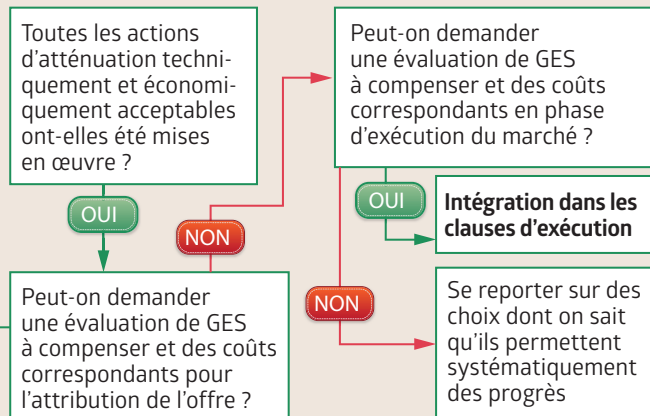 Toutes les actions
d'atténuation techni-
quement et économi-
quement acceptables
ont-elles été mises
en œuvre ?
OUI
NON
Peut-on demander
une évaluation de GES
à compenser et des coûts
correspondants pour
l'attribution de l'offre ?
Peut-on demander
une évaluation de GES
à compenser et des coûts
correspondants en phase
d'exécution du marché ?
OUI
Intégration dans les
clauses d'exécution
NON
Se reporter sur des
choix dont on sait
qu'ils permettent
systématiquement
des progrès